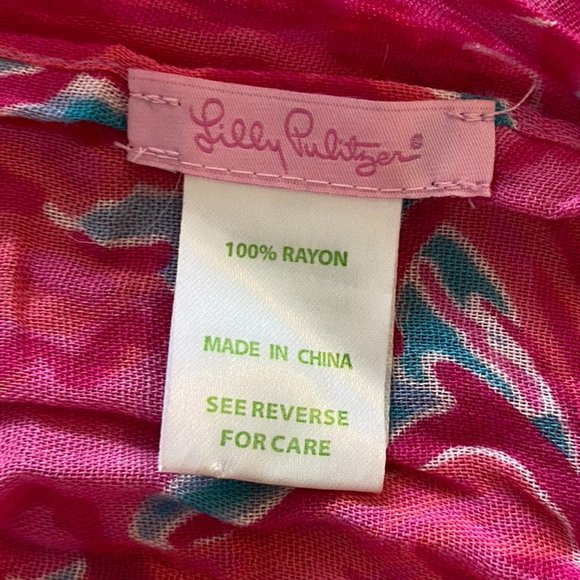 Lilly Pulitzer®
100% RAYON
MADE IN CHINA
SEE REVERSE
FOR CARE